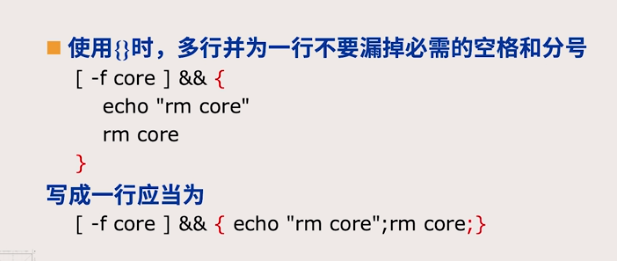 ■ 使用{}时，多行并为一行不要漏掉必需的空格和分号
[ -f core ] && {
echo "rm core"
rm core
}
写成一行应当为
[ -f core ] && { echo "rm core";rm core;}